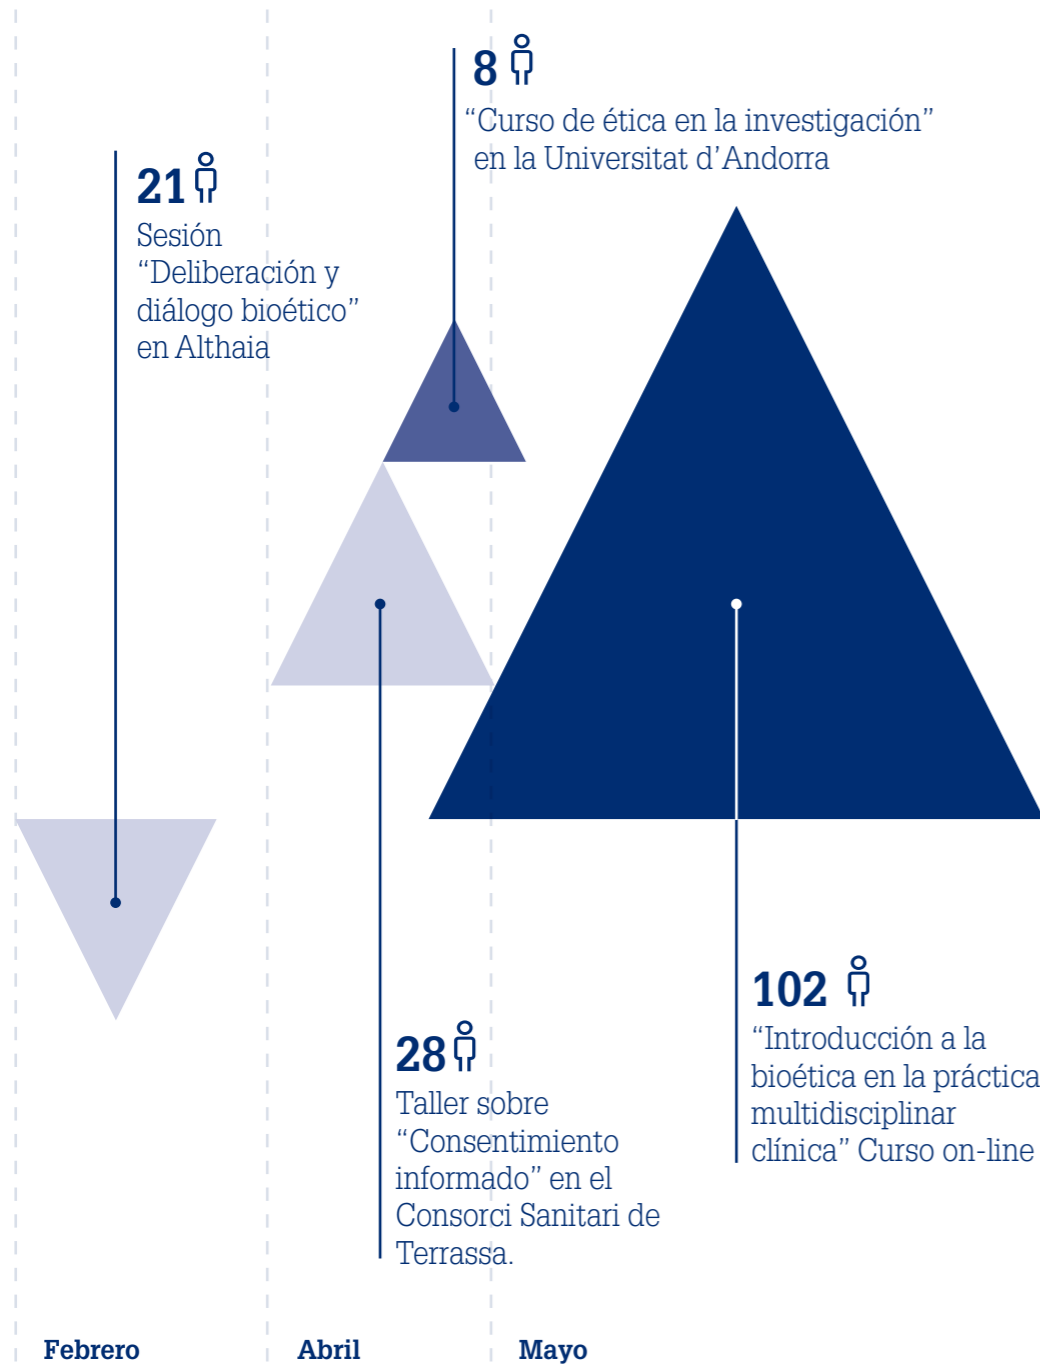 8
“Curso de ética en la investigación”
en la Universitat d’Andorra
21
Sesión
“Deliberación y
diálogo bioético”
en Althaia
102
“Introducción a la
bioética en la práctica
multidisciplinar
clínica” Curso on-line
28
Taller sobre
“Consentimiento
informado” en el
Consorci Sanitari de
Terrassa.
Febrero
Abril
Mayo